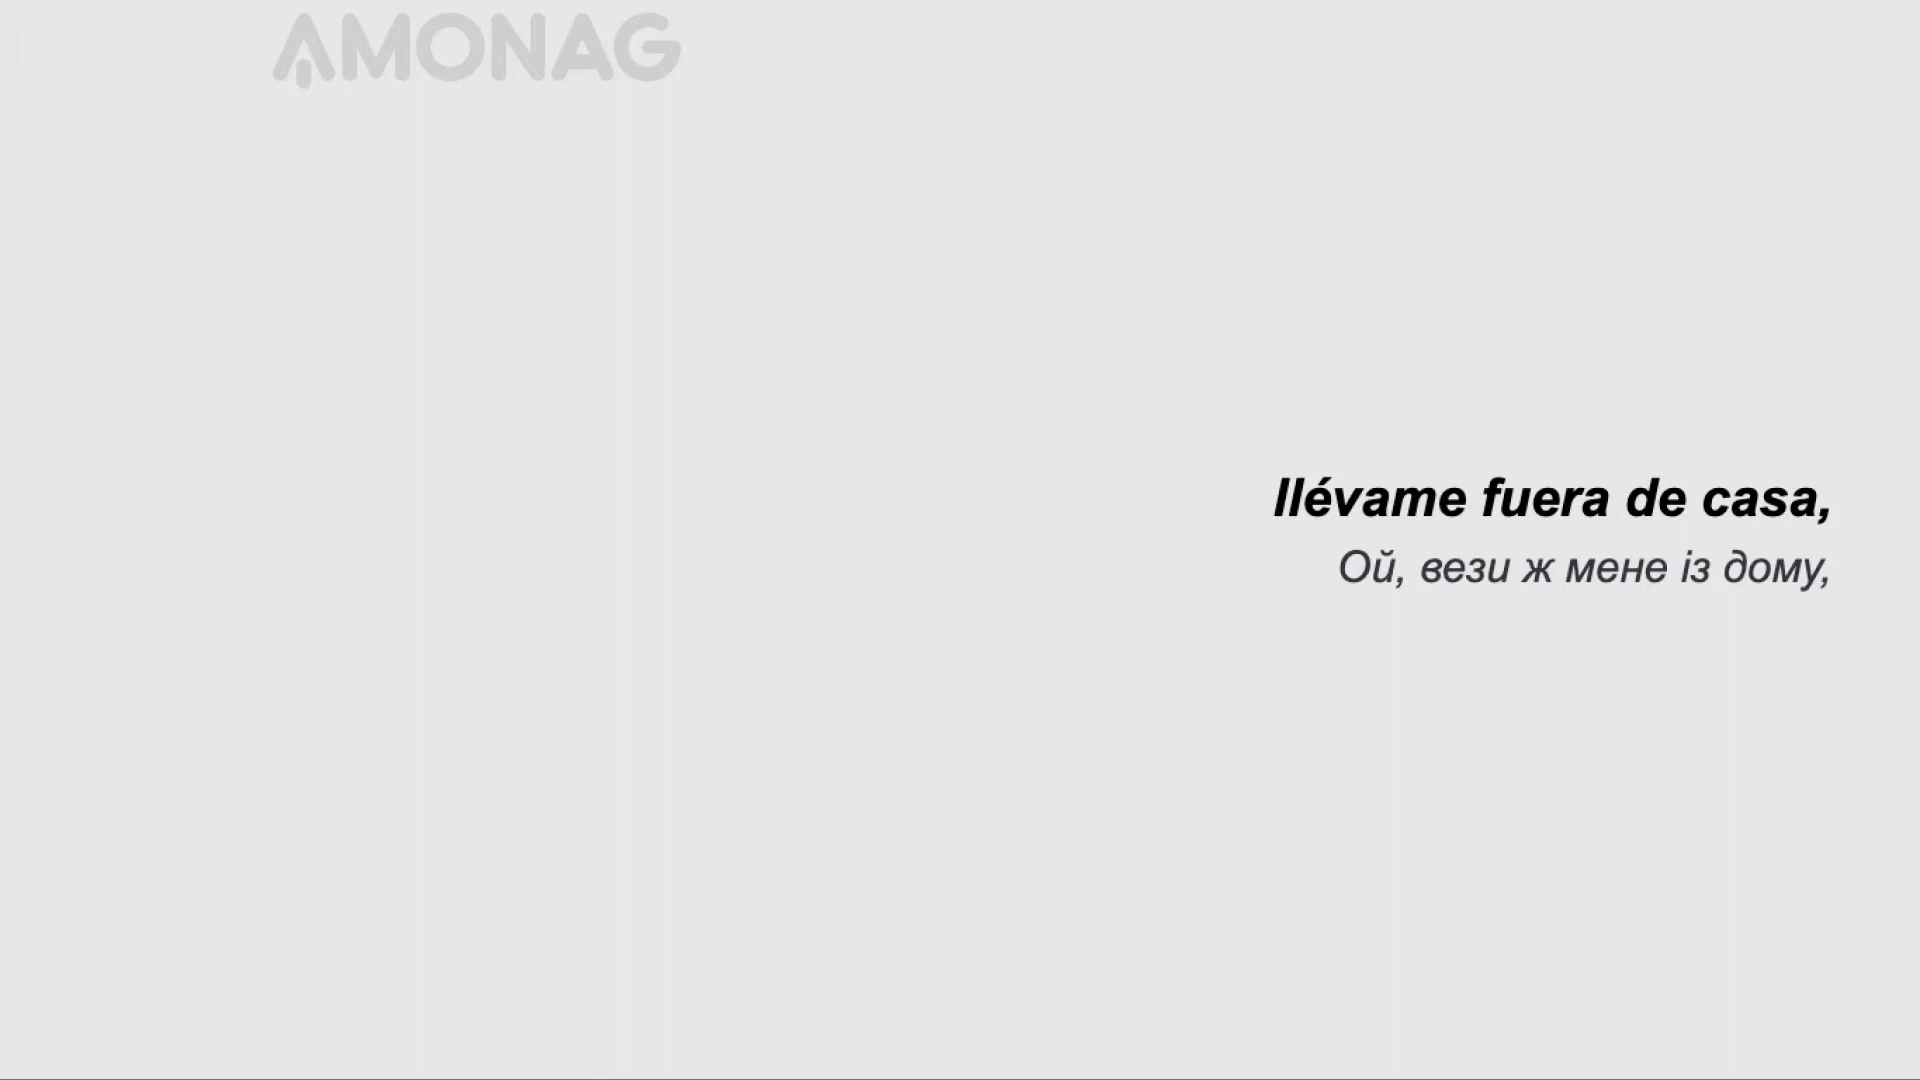 AMONAG
llévame fuera de casa,
Ой, вези ж мене із дому,